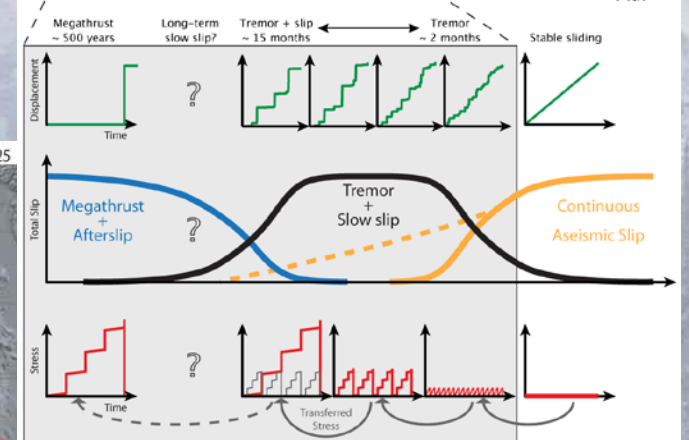 Megathrust
~ 500 years
Long-term
slow slip?
Tremor + slip
~ 15 months
Tremor
~ 2 months
Stable sliding
Displacement
?
Time
25
Total Slip
Megathrust
+
Afterslip
?
Tremor
+
Slow slip
Continuous
Aseismic Slip
Stress
?
Time
Transferred
Stress